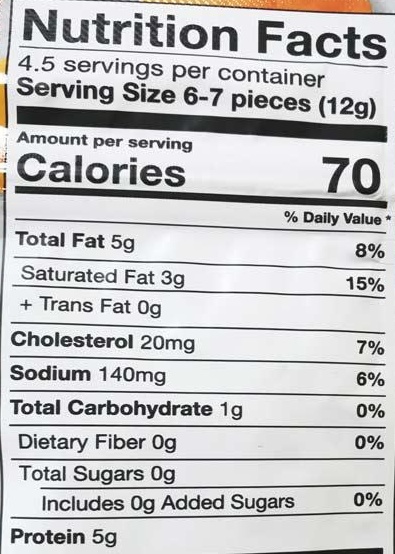 Nutrition Facts
4.5 servings per container
Serving Size 6-7 pieces (12g)
Amount per serving
Calories 70
% Daily Value *
Total Fat 5g 8%
Saturated Fat 3g 15%
+ Trans Fat 0g
Cholesterol 20mg 7%
Sodium 140mg 6%
Total Carbohydrate 1g 0%
Dietary Fiber 0g 0%
Total Sugars 0g
Includes 0g Added Sugars 0%
Protein 5g